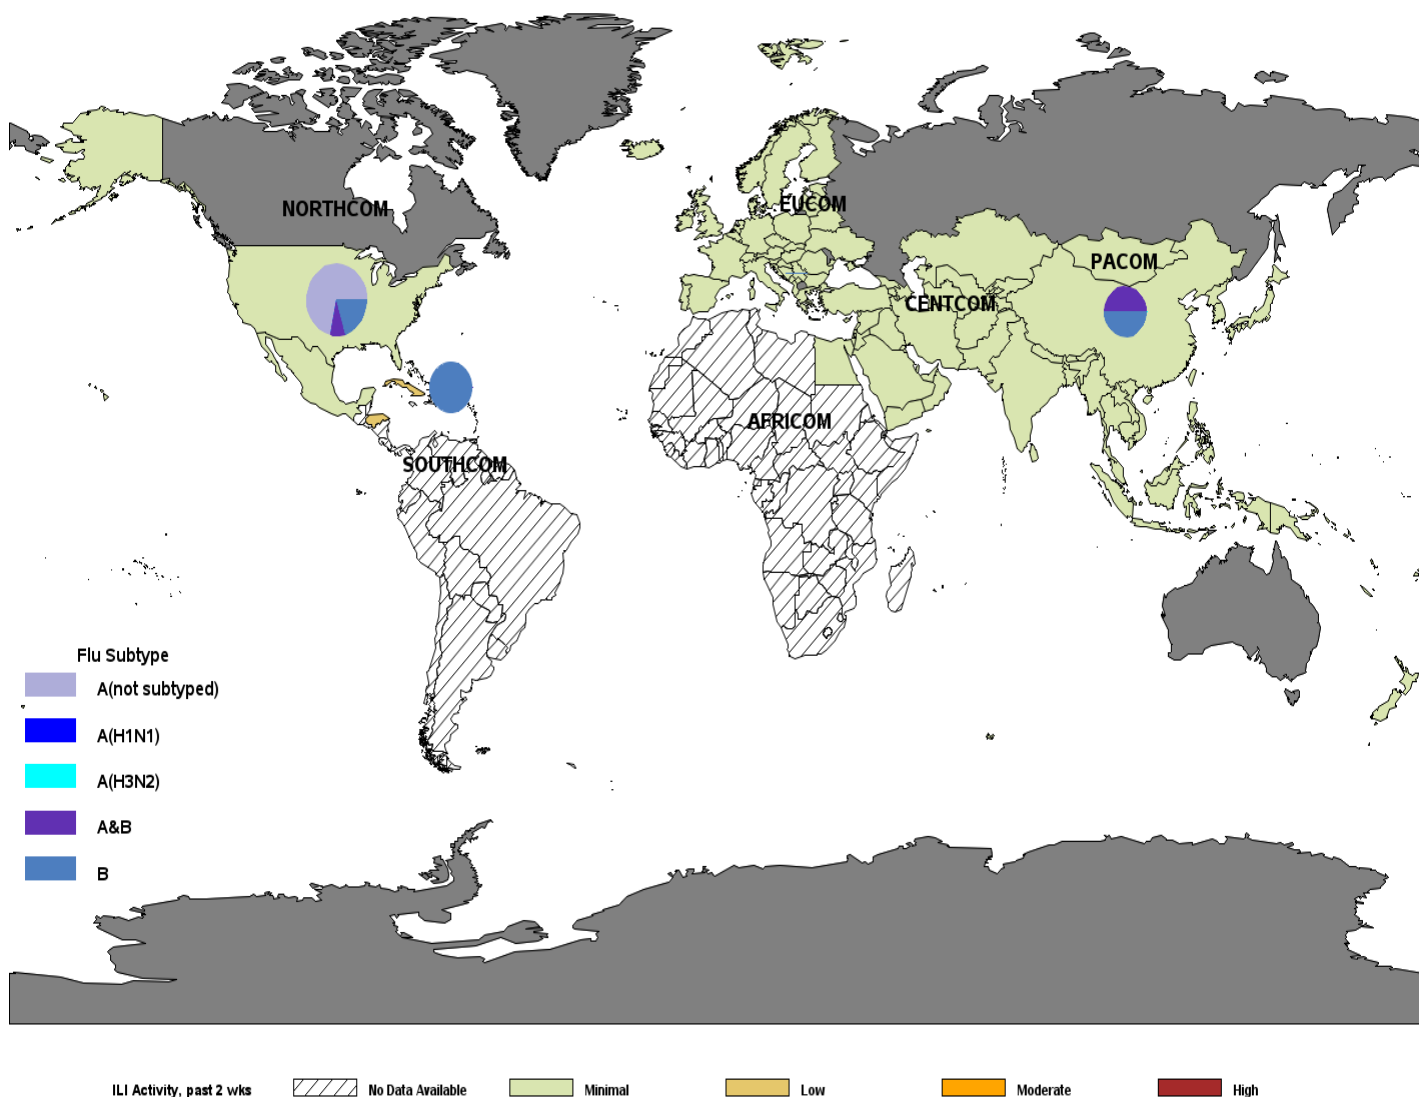 NORTHCOM
EUCOM
PACOM
CENTCOM
AFRICOM
SOUTHCOM
Flu Subtype
A(not subtyped)
A(H1N1)
A(H3N2)
A&B
B
ILI Activity, past 2 wks No Data Available Minimal Low Moderate High